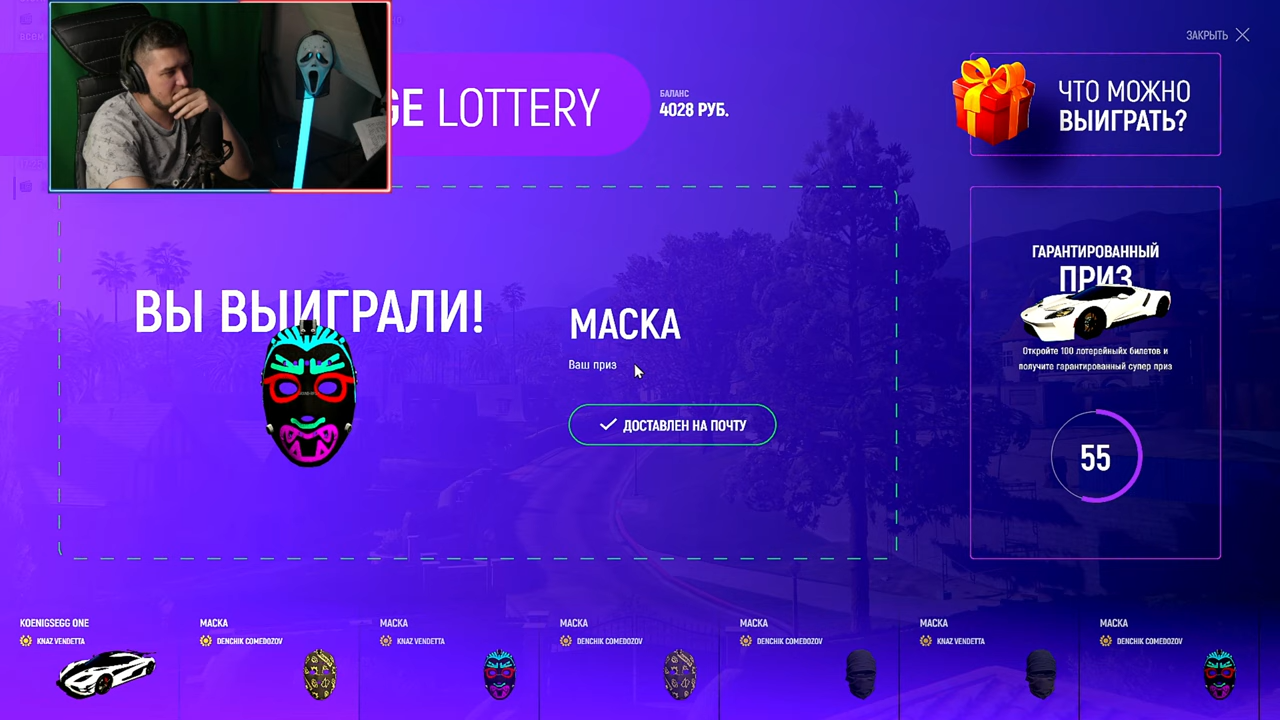 ЗАКРЫТЬ
GE LOTTERY
БАЛАНС
4028 РУБ.
ЧТО МОЖНО
ВЫИГРАТЬ?
ВЫ ВЫИГРАЛИ!
МАСКА
Ваш приз
ДОСТАВЛЕН НА ПОЧТУ
ГАРАНТИРОВАННЫЙ
ПРИЗ
Откройте 100 лотерейныйх билетов и
получите гарантированный супер приз
55
KOENIGSEGG ONE
KNAZ VENDETTA
МАСКА
DENCHIK COMEDOZOV
МАСКА
KNAZ VENDETTA
МАСКА
DENCHIK COMEDOZOV
МАСКА
DENCHIK COMEDOZOV
МАСКА
KNAZ VENDETTA
МАСКА
DENCHIK COMEDOZOV